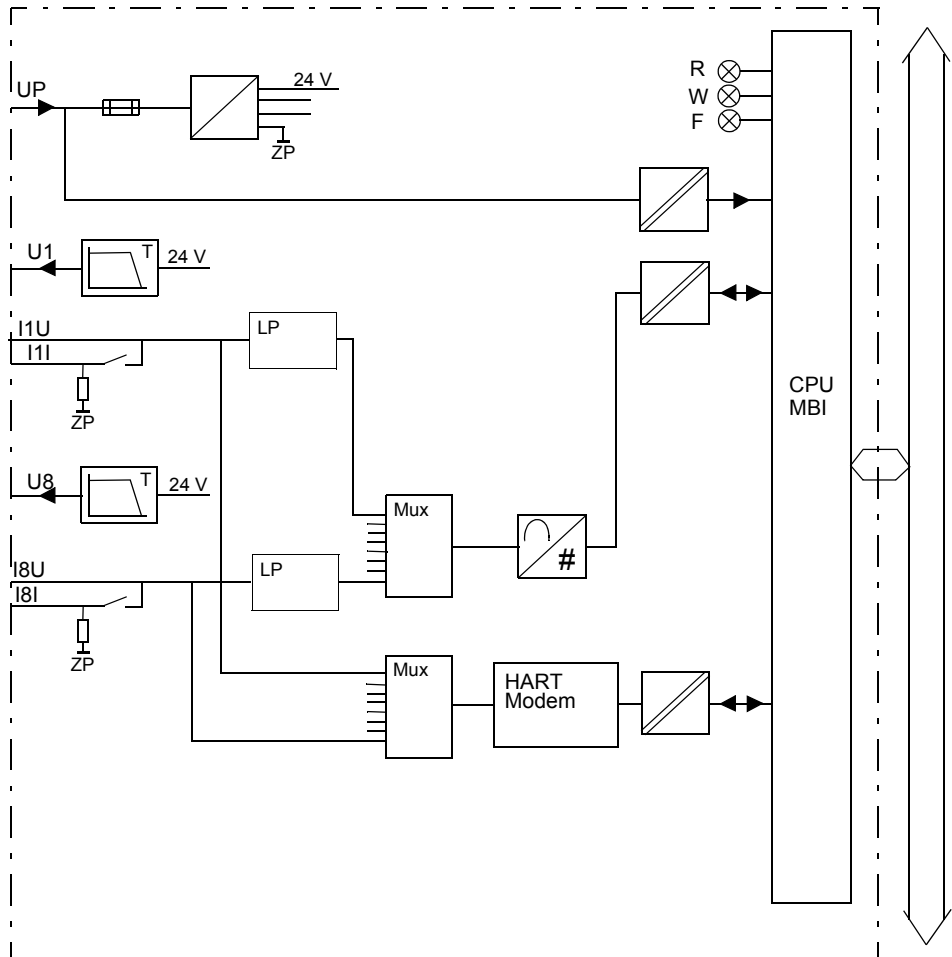 UP
24 V
ZP
R
W
F
U1
T
24 V
I1U
I1I
LP
ZP
CPU
MBI
U8
T
24 V
Mux
#
I8U
I8I
LP
ZP
Mux
HART
Modem